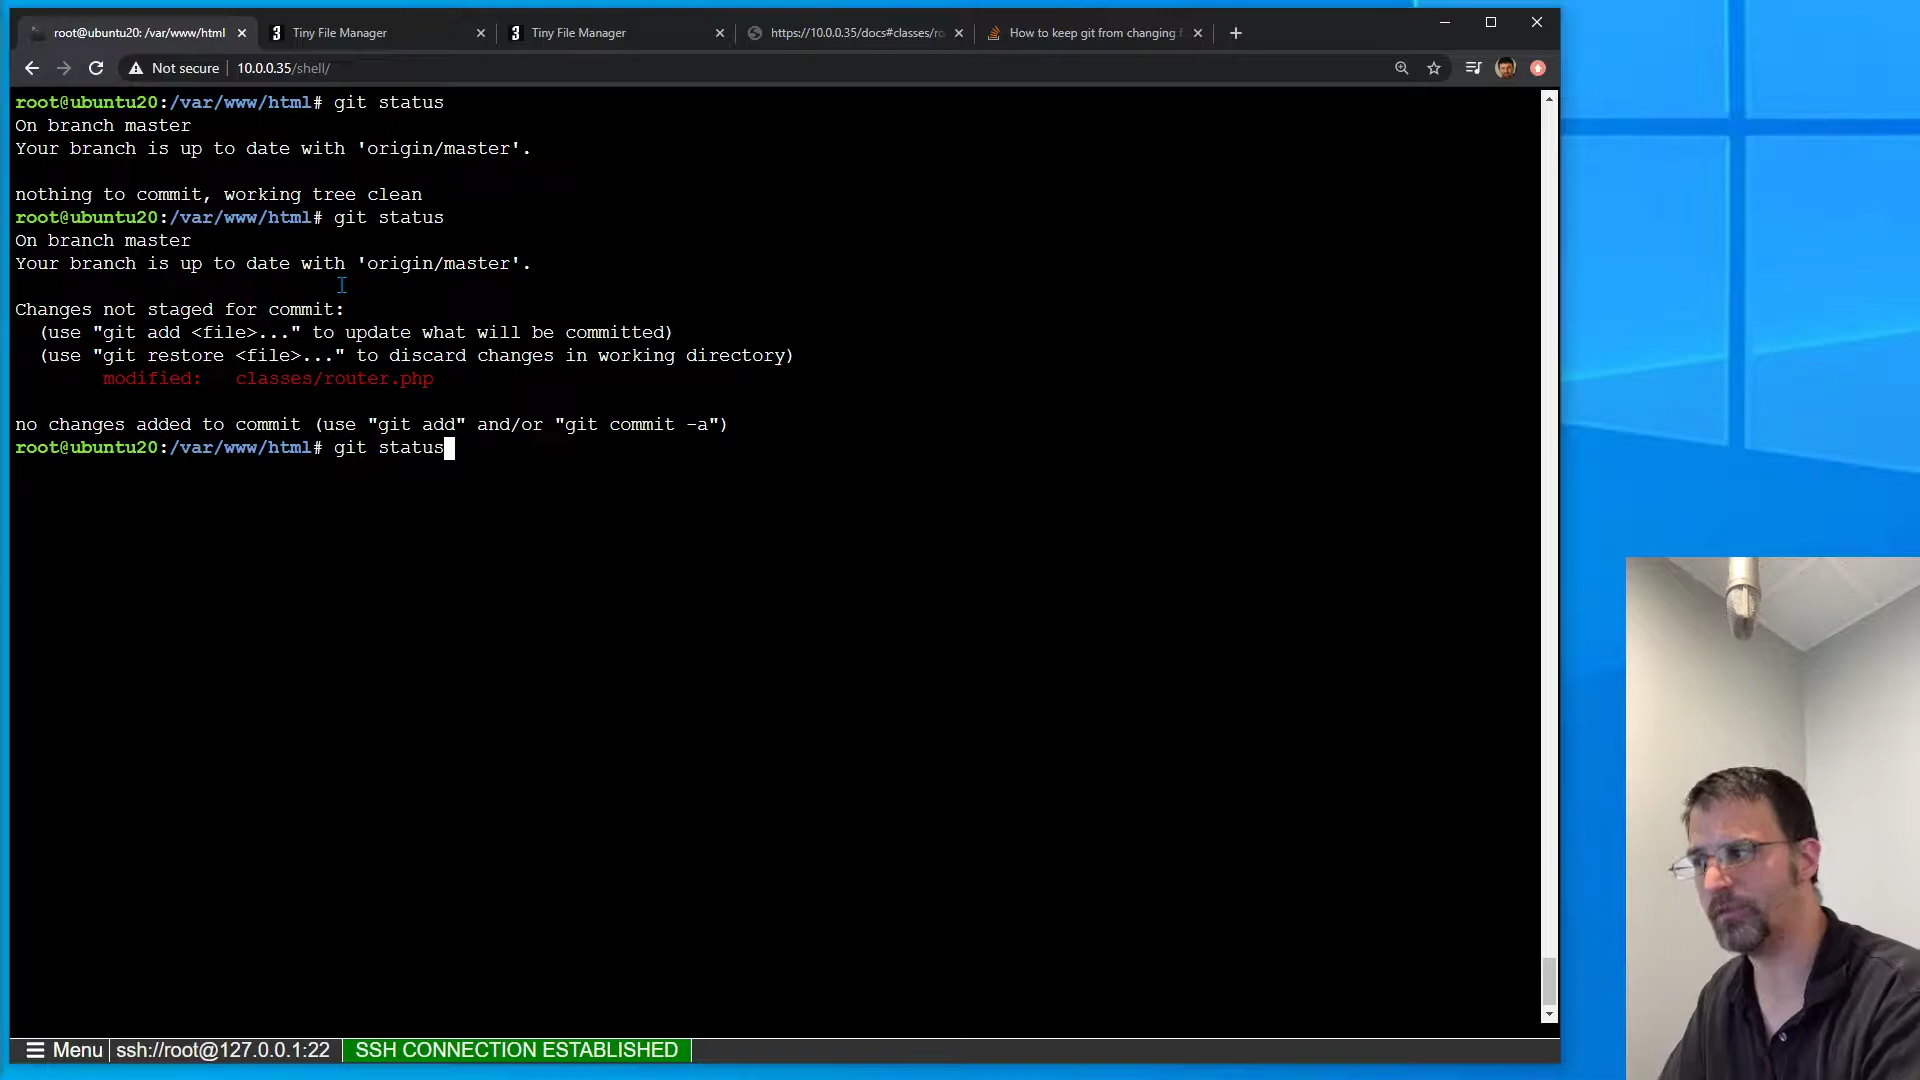 root@ubuntu20: /var/www/html
Tiny File Manager
Tiny File Manager
https://10.0.0.35/docs#classes/ro
How to keep git from changing f
Not secure
10.0.0.35/shell/
root@ubuntu20:/var/www/html# git status
On branch master
Your branch is up to date with 'origin/master'.
nothing to commit, working tree clean
root@ubuntu20:/var/www/html# git status
On branch master
Your branch is up to date with 'origin/master'.
Changes not staged for commit:
(use "git add <file>..." to update what will be committed)
(use "git restore <file>..." to discard changes in working directory)
modified:   classes/router.php
no changes added to commit (use "git add" and/or "git commit -a")
root@ubuntu20:/var/www/html# git status
Menu
ssh://root@127.0.0.1:22
SSH CONNECTION ESTABLISHED